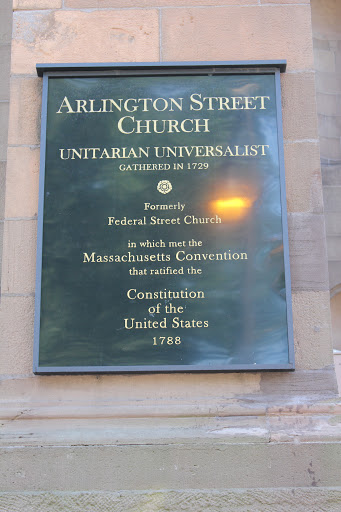 ARLINGTON STREET
CHURCH
UNITARIAN UNIVERSALIST
GATHERED IN 1729
Formerly
Federal Street Church
in which met the
Massachusetts Convention
that ratified the
Constitution
of the
United States
1788